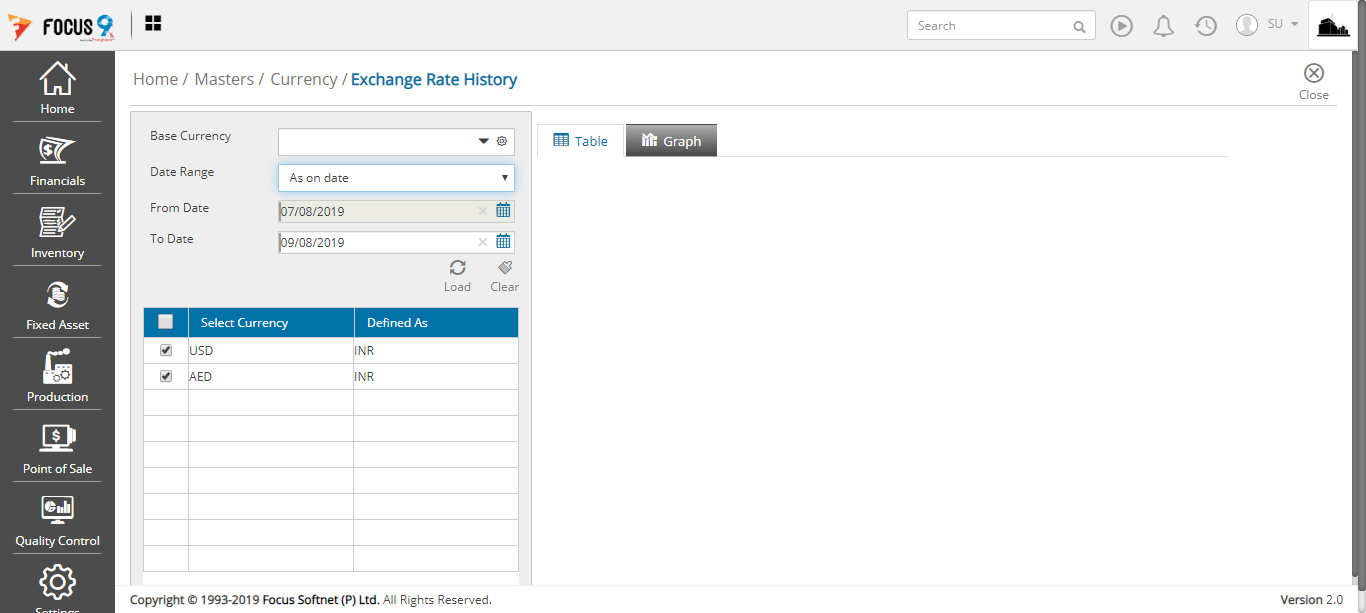 FOCUS 9
Search
SU
Home
Financials
Inventory
Fixed Asset
Production
Point of Sale
Quality Control
Settings
Home / Masters / Currency / Exchange Rate History
Close
Base Currency
Date Range
As on date
From Date
07/08/2019
To Date
09/08/2019
Load
Clear
Select Currency
Defined As
USD
INR
AED
INR
Table
Graph
Copyright © 1993-2019 Focus Softnet (P) Ltd. All Rights Reserved.
Version 2.0